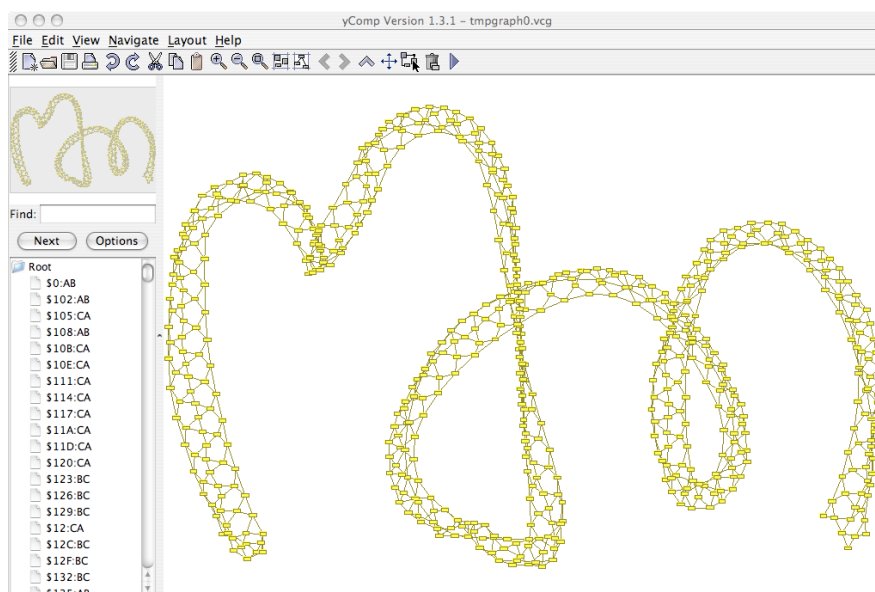 yComp Version 1.3.1 – tmpgraph0.vcg
File Edit View Navigate Layout Help
Find:
Next Options
Root
$0:AB
$102:AB
$105:CA
$108:AB
$10B:CA
$10E:CA
$111:CA
$114:CA
$117:CA
$11A:CA
$11D:CA
$120:CA
$123:BC
$126:BC
$129:BC
$12:CA
$12C:BC
$12F:BC
$132:BC
$135:AB